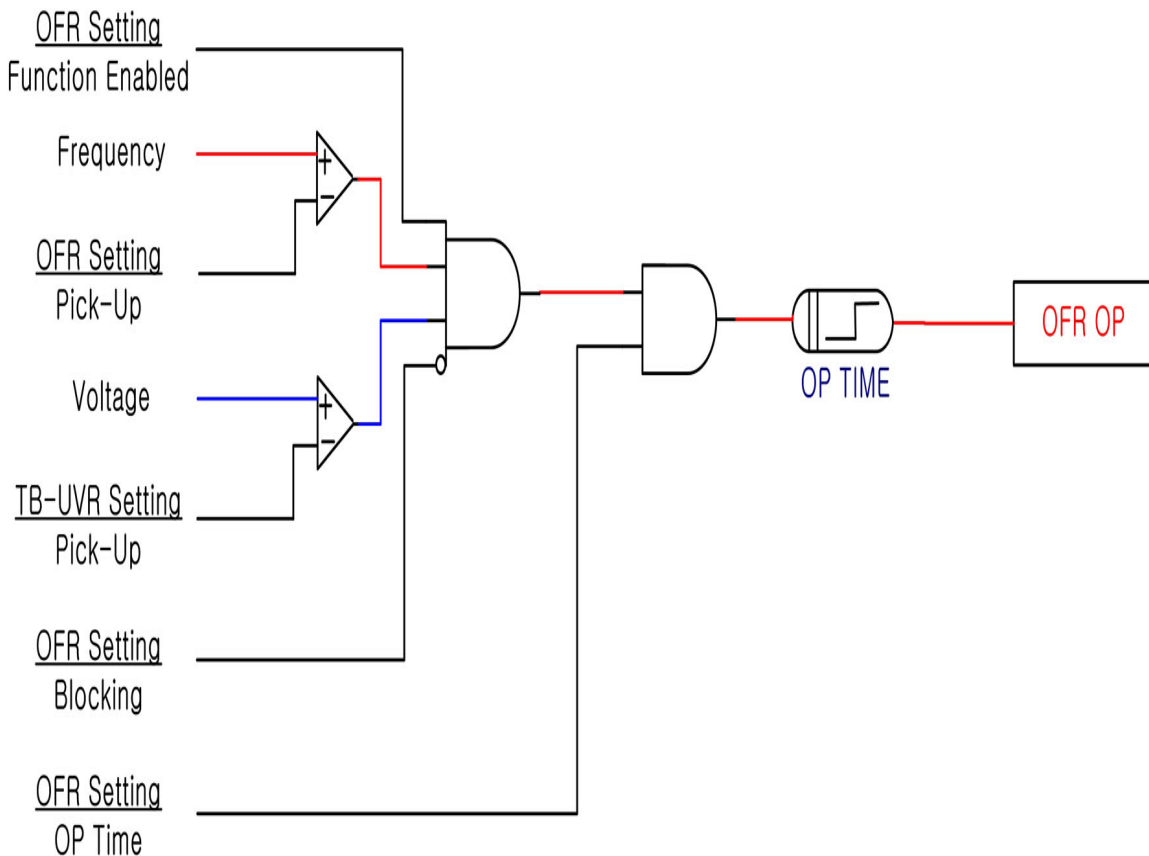 OFR Setting
Function Enabled
Frequency
+
−
OFR Setting
Pick-Up
Voltage
+
−
TB-UVR Setting
Pick-Up
OFR Setting
Blocking
OFR Setting
OP Time
OP TIME
OFR OP